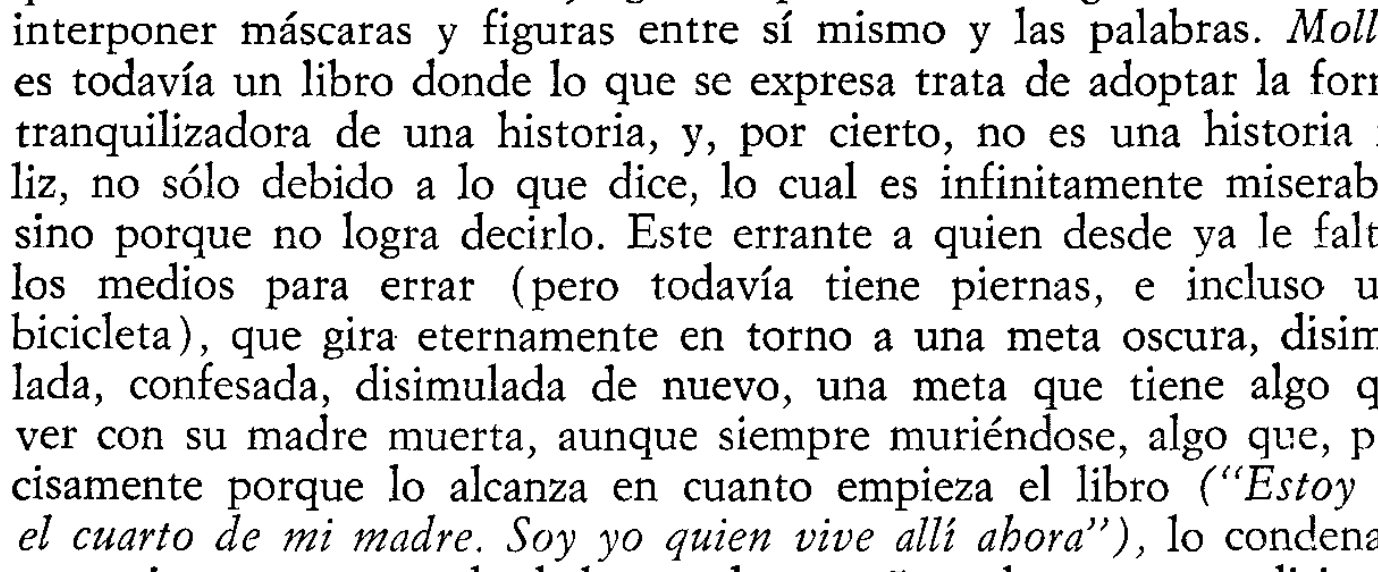 interponer máscaras y figuras entre sí mismo y las palabras. Moll
es todavía un libro donde lo que se expresa trata de adoptar la for
tranquilizadora de una historia, y, por cierto, no es una historia
liz, no sólo debido a lo que dice, lo cual es infinitamente miserab
sino porque no logra decirlo. Este errante a quien desde ya le falt
los medios para errar (pero todavía tiene piernas, e incluso u
bicicleta), que gira eternamente en torno a una meta oscura, disim
lada, confesada, disimulada de nuevo, una meta que tiene algo q
ver con su madre muerta, aunque siempre muriéndose, algo que, p
cisamente porque lo alcanza en cuanto empieza el libro (“Estoy
el cuarto de mi madre. Soy yo quien vive allí ahora”), lo condena